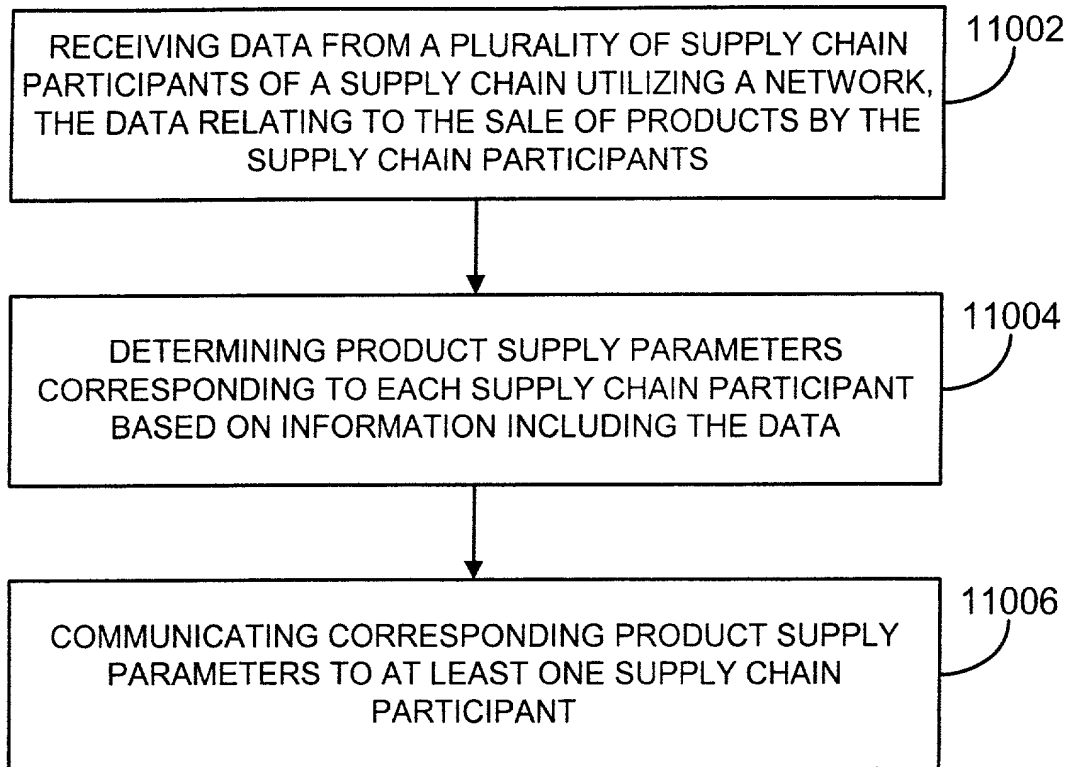 RECEIVING DATA FROM A PLURALITY OF SUPPLY CHAIN
PARTICIPANTS OF A SUPPLY CHAIN UTILIZING A NETWORK,
THE DATA RELATING TO THE SALE OF PRODUCTS BY THE
SUPPLY CHAIN PARTICIPANTS
11002
DETERMINING PRODUCT SUPPLY PARAMETERS
CORRESPONDING TO EACH SUPPLY CHAIN PARTICIPANT
BASED ON INFORMATION INCLUDING THE DATA
11004
COMMUNICATING CORRESPONDING PRODUCT SUPPLY
PARAMETERS TO AT LEAST ONE SUPPLY CHAIN
PARTICIPANT
11006